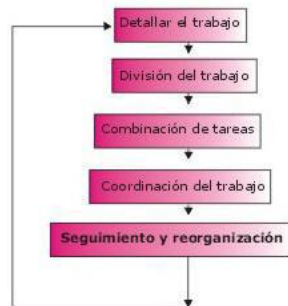 Detallar el trabajo
División del trabajo
Combinación de tareas
Coordinación del trabajo
Seguimiento y reorganización